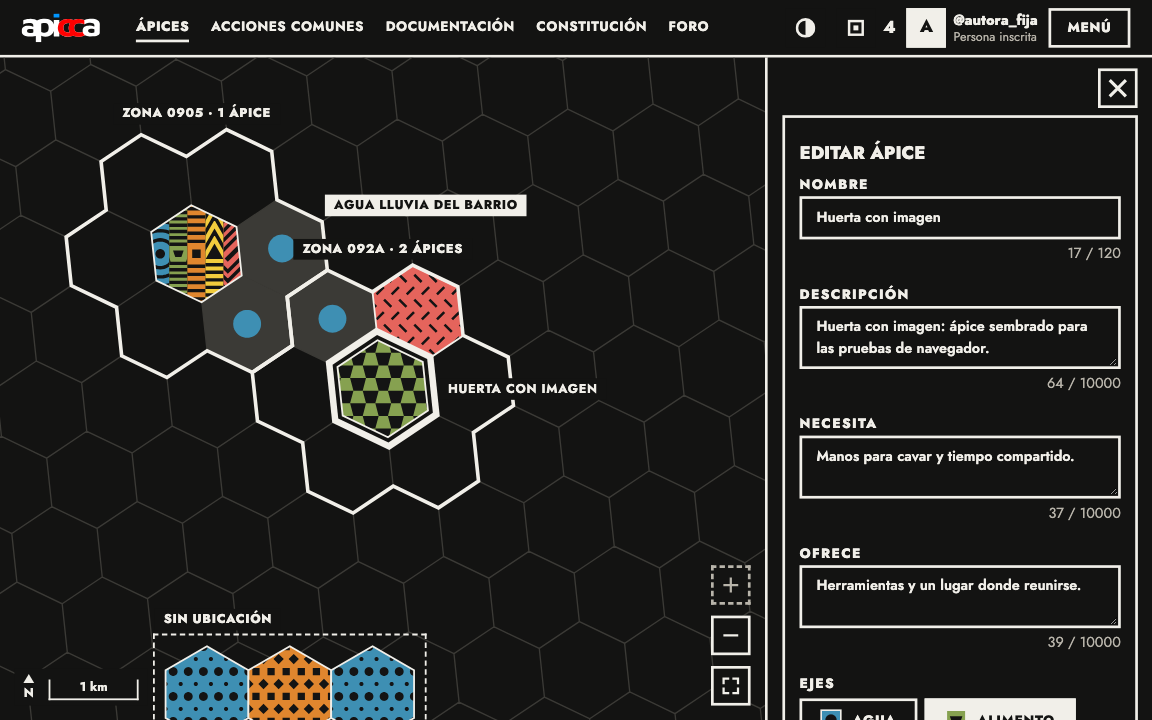 apicca
ÁPICES
ACCIONES COMUNES
DOCUMENTACIÓN
CONSTITUCIÓN
FORO
4
A
@autora_fija
Persona inscrita
MENÚ
ZONA 0905 · 1 ÁPICE
AGUA LLUVIA DEL BARRIO
ZONA 092A · 2 ÁPICES
HUERTA CON IMAGEN
SIN UBICACIÓN
N
1 km
EDITAR ÁPICE
NOMBRE
Huerta con imagen
17 / 120
DESCRIPCIÓN
Huerta con imagen: ápice sembrado para
las pruebas de navegador.
64 / 10000
NECESITA
Manos para cavar y tiempo compartido.
37 / 10000
OFRECE
Herramientas y un lugar donde reunirse.
39 / 10000
EJES
AGUA
ALIMENTO